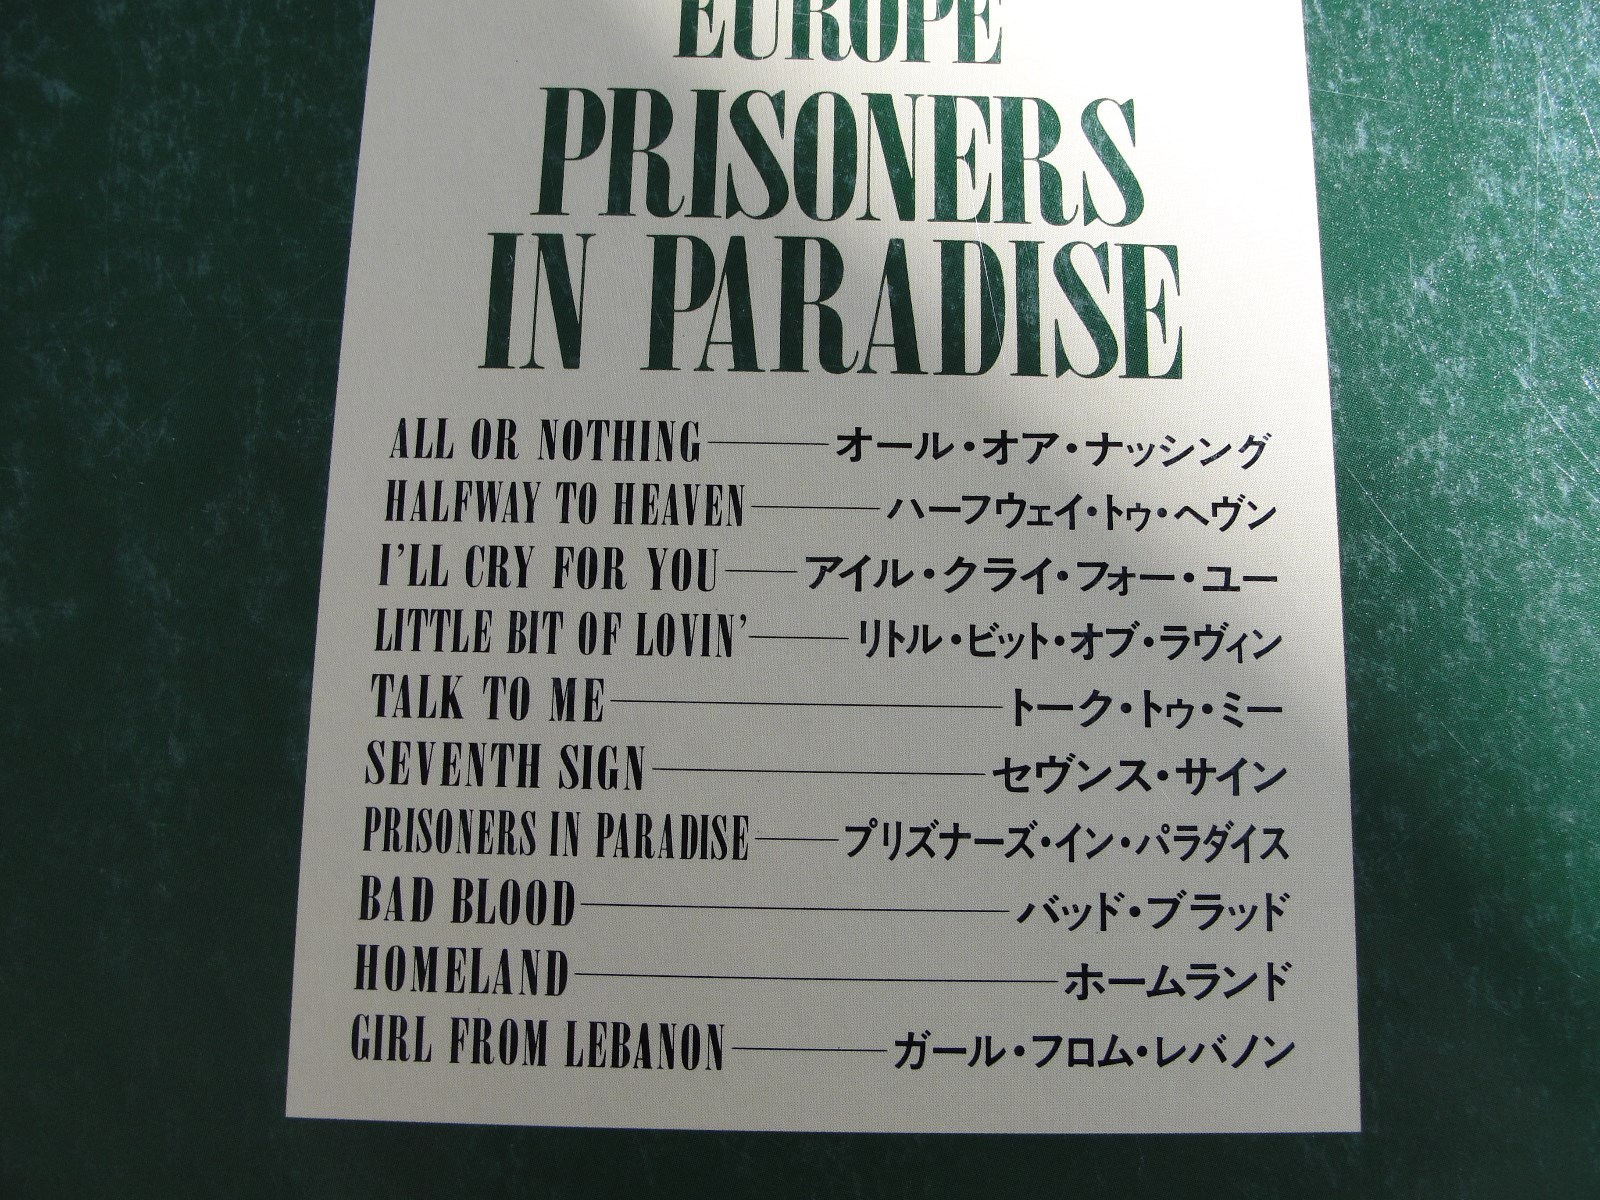 EUROPE
PRISONERS
IN PARADISE
ALL OR NOTHING オール・オア・ナッシング
HALFWAY TO HEAVEN ハーフウェイ・トゥ・ヘヴン
I'LL CRY FOR YOU アイル・クライ・フォー・ユー
LITTLE BIT OF LOVIN' リトル・ビット・オブ・ラヴィン
TALK TO ME トーク・トゥ・ミー
SEVENTH SIGN セヴンス・サイン
PRISONERS IN PARADISE プリズナーズ・イン・パラダイス
BAD BLOOD バッド・ブラッド
HOMELAND ホームランド
GIRL FROM LEBANON ガール・フロム・レバノン